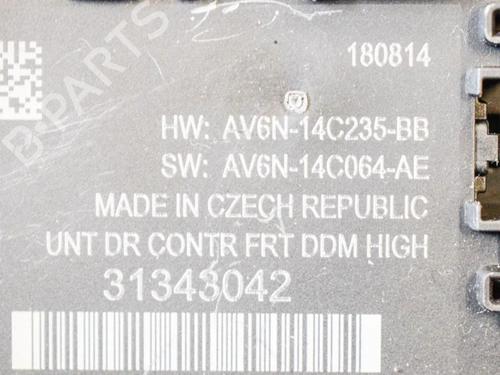 180814
HW: AV6N-14C235-BB
SW: AV6N-14C064-AE
MADE IN CZECH REPUBLIC
UNT DR CONTR FRT DDM HIGH
31343042
B-PARTS